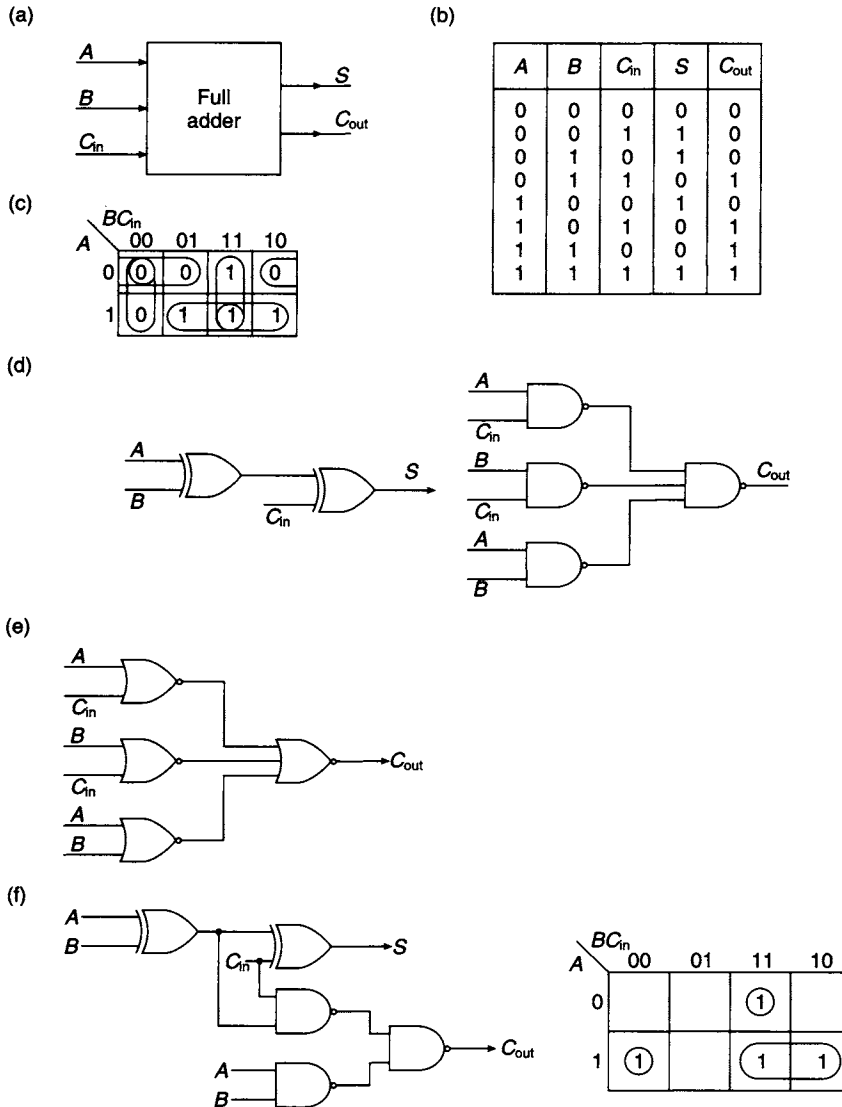 (a)
A
B
C_in
Full
adder
S
C_out
(b)
A B C_in S C_out
0 0 0 0 0
0 0 1 1 0
0 1 0 1 0
0 1 1 0 1
1 0 0 1 0
1 0 1 0 1
1 1 0 0 1
1 1 1 1 1
(c)
BC_in
A 00 01 11 10
0 0 0 1 0
1 0 1 1 1
(d)
A
B
C_in
S
A
C_in
B
C_in
A
B
C_out
(e)
A
C_in
B
C_in
A
B
C_out
(f)
A
B
C_in
S
A
B
C_out
BC_in
A 00 01 11 10
0 1
1 1 1 1